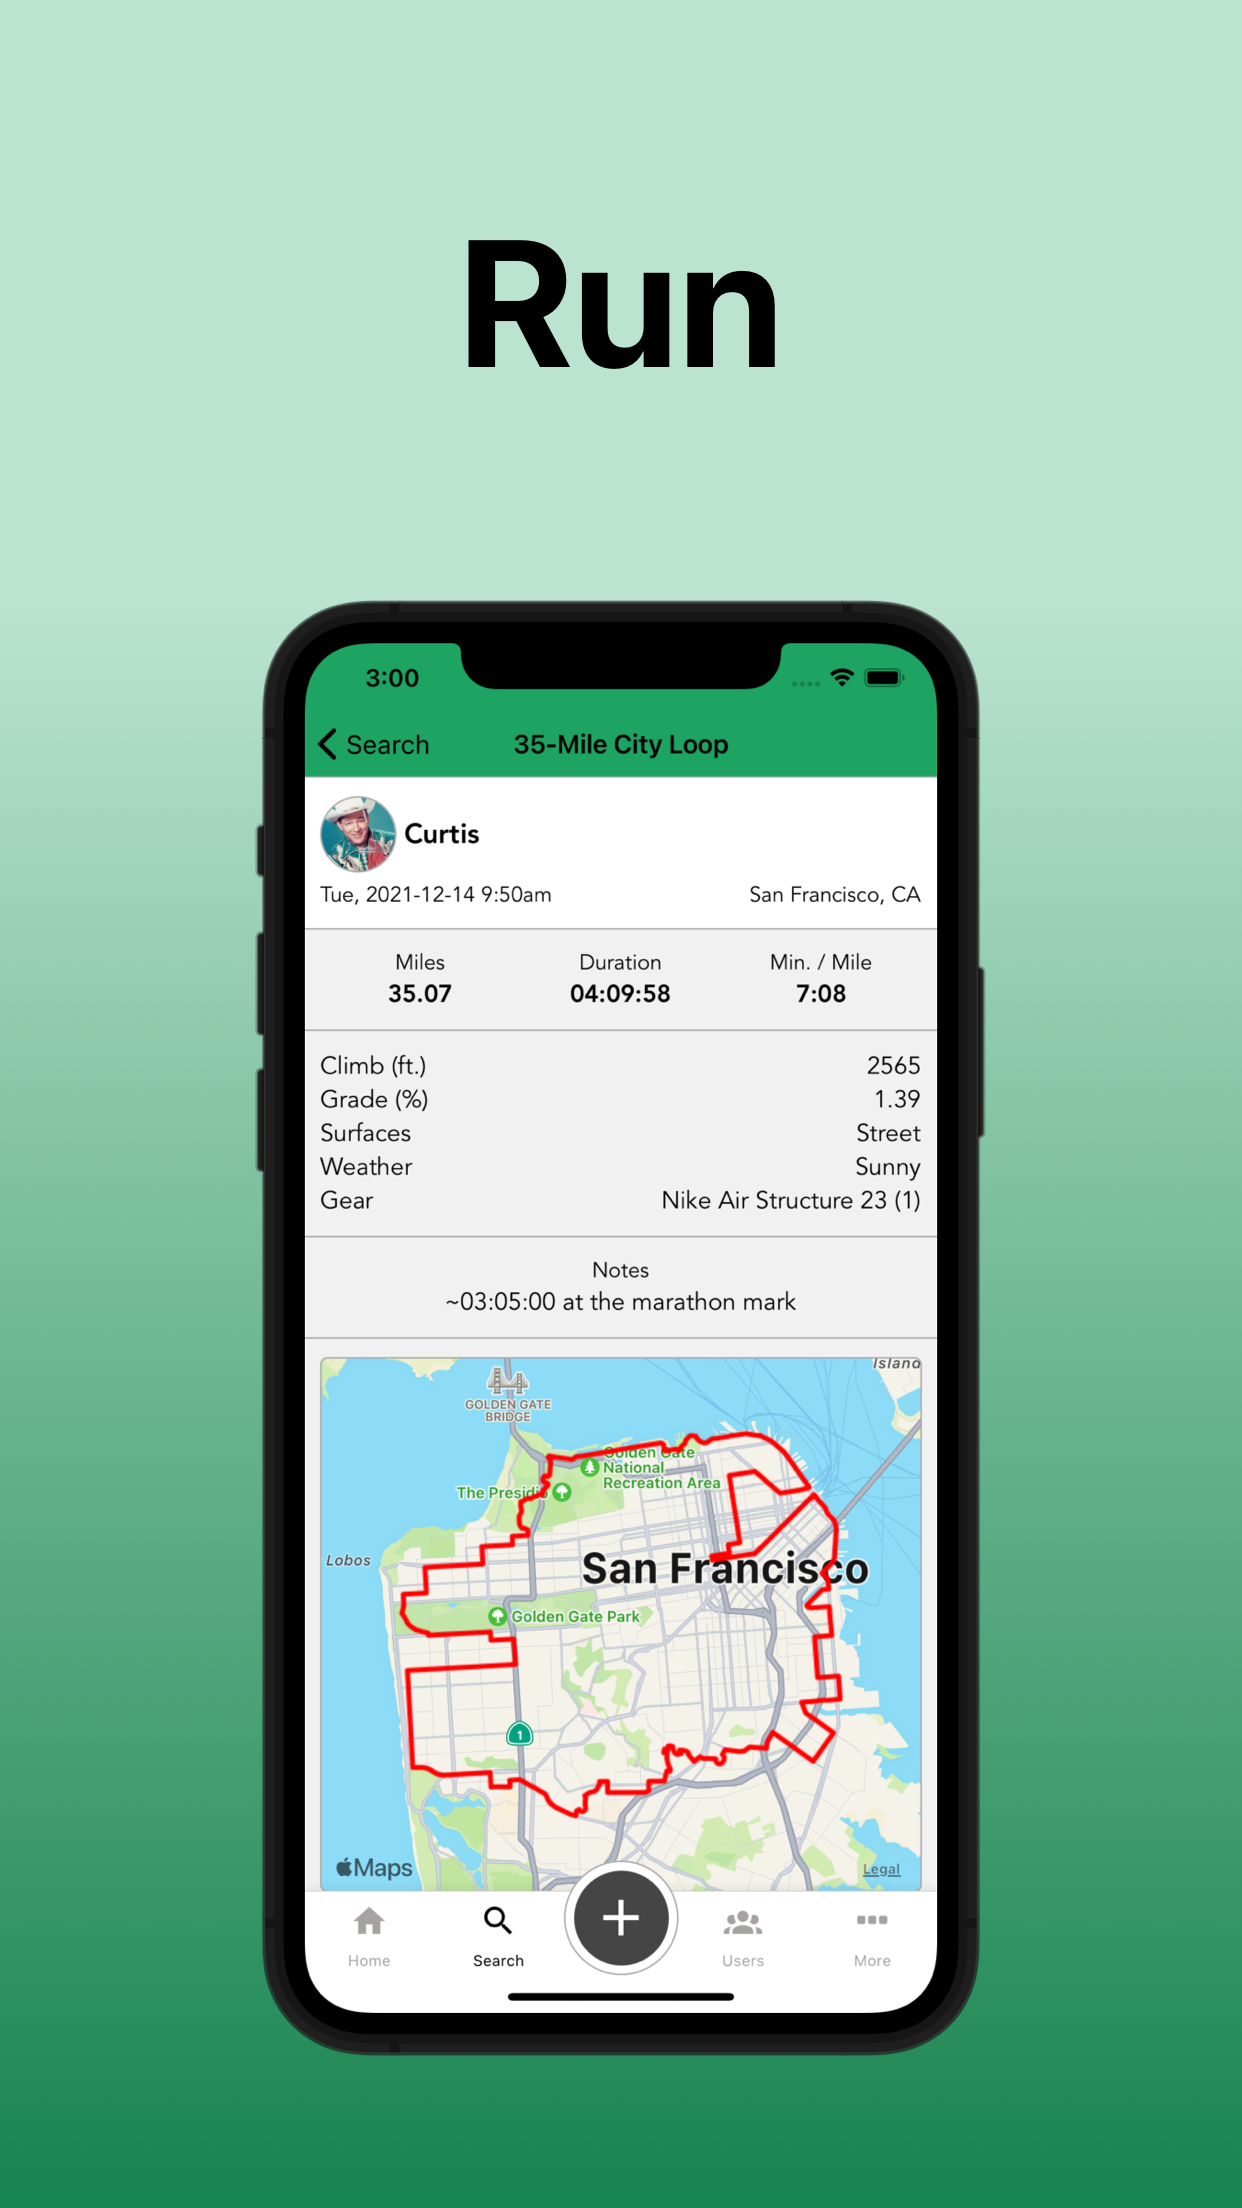 Run
3:00
Search
35-Mile City Loop
Curtis
Tue, 2021-12-14 9:50am
San Francisco, CA
Miles
Duration
Min. / Mile
35.07
04:09:58
7:08
Climb (ft.)
2565
Grade (%)
1.39
Surfaces
Street
Weather
Sunny
Gear
Nike Air Structure 23 (1)
Notes
~03:05:00 at the marathon mark
Island
GOLDEN GATE
BRIDGE
Golden Gate
National
Recreation Area
The Presidio
Lobos
San Francisco
Golden Gate Park
1
Maps
Legal
Home
Search
Users
More